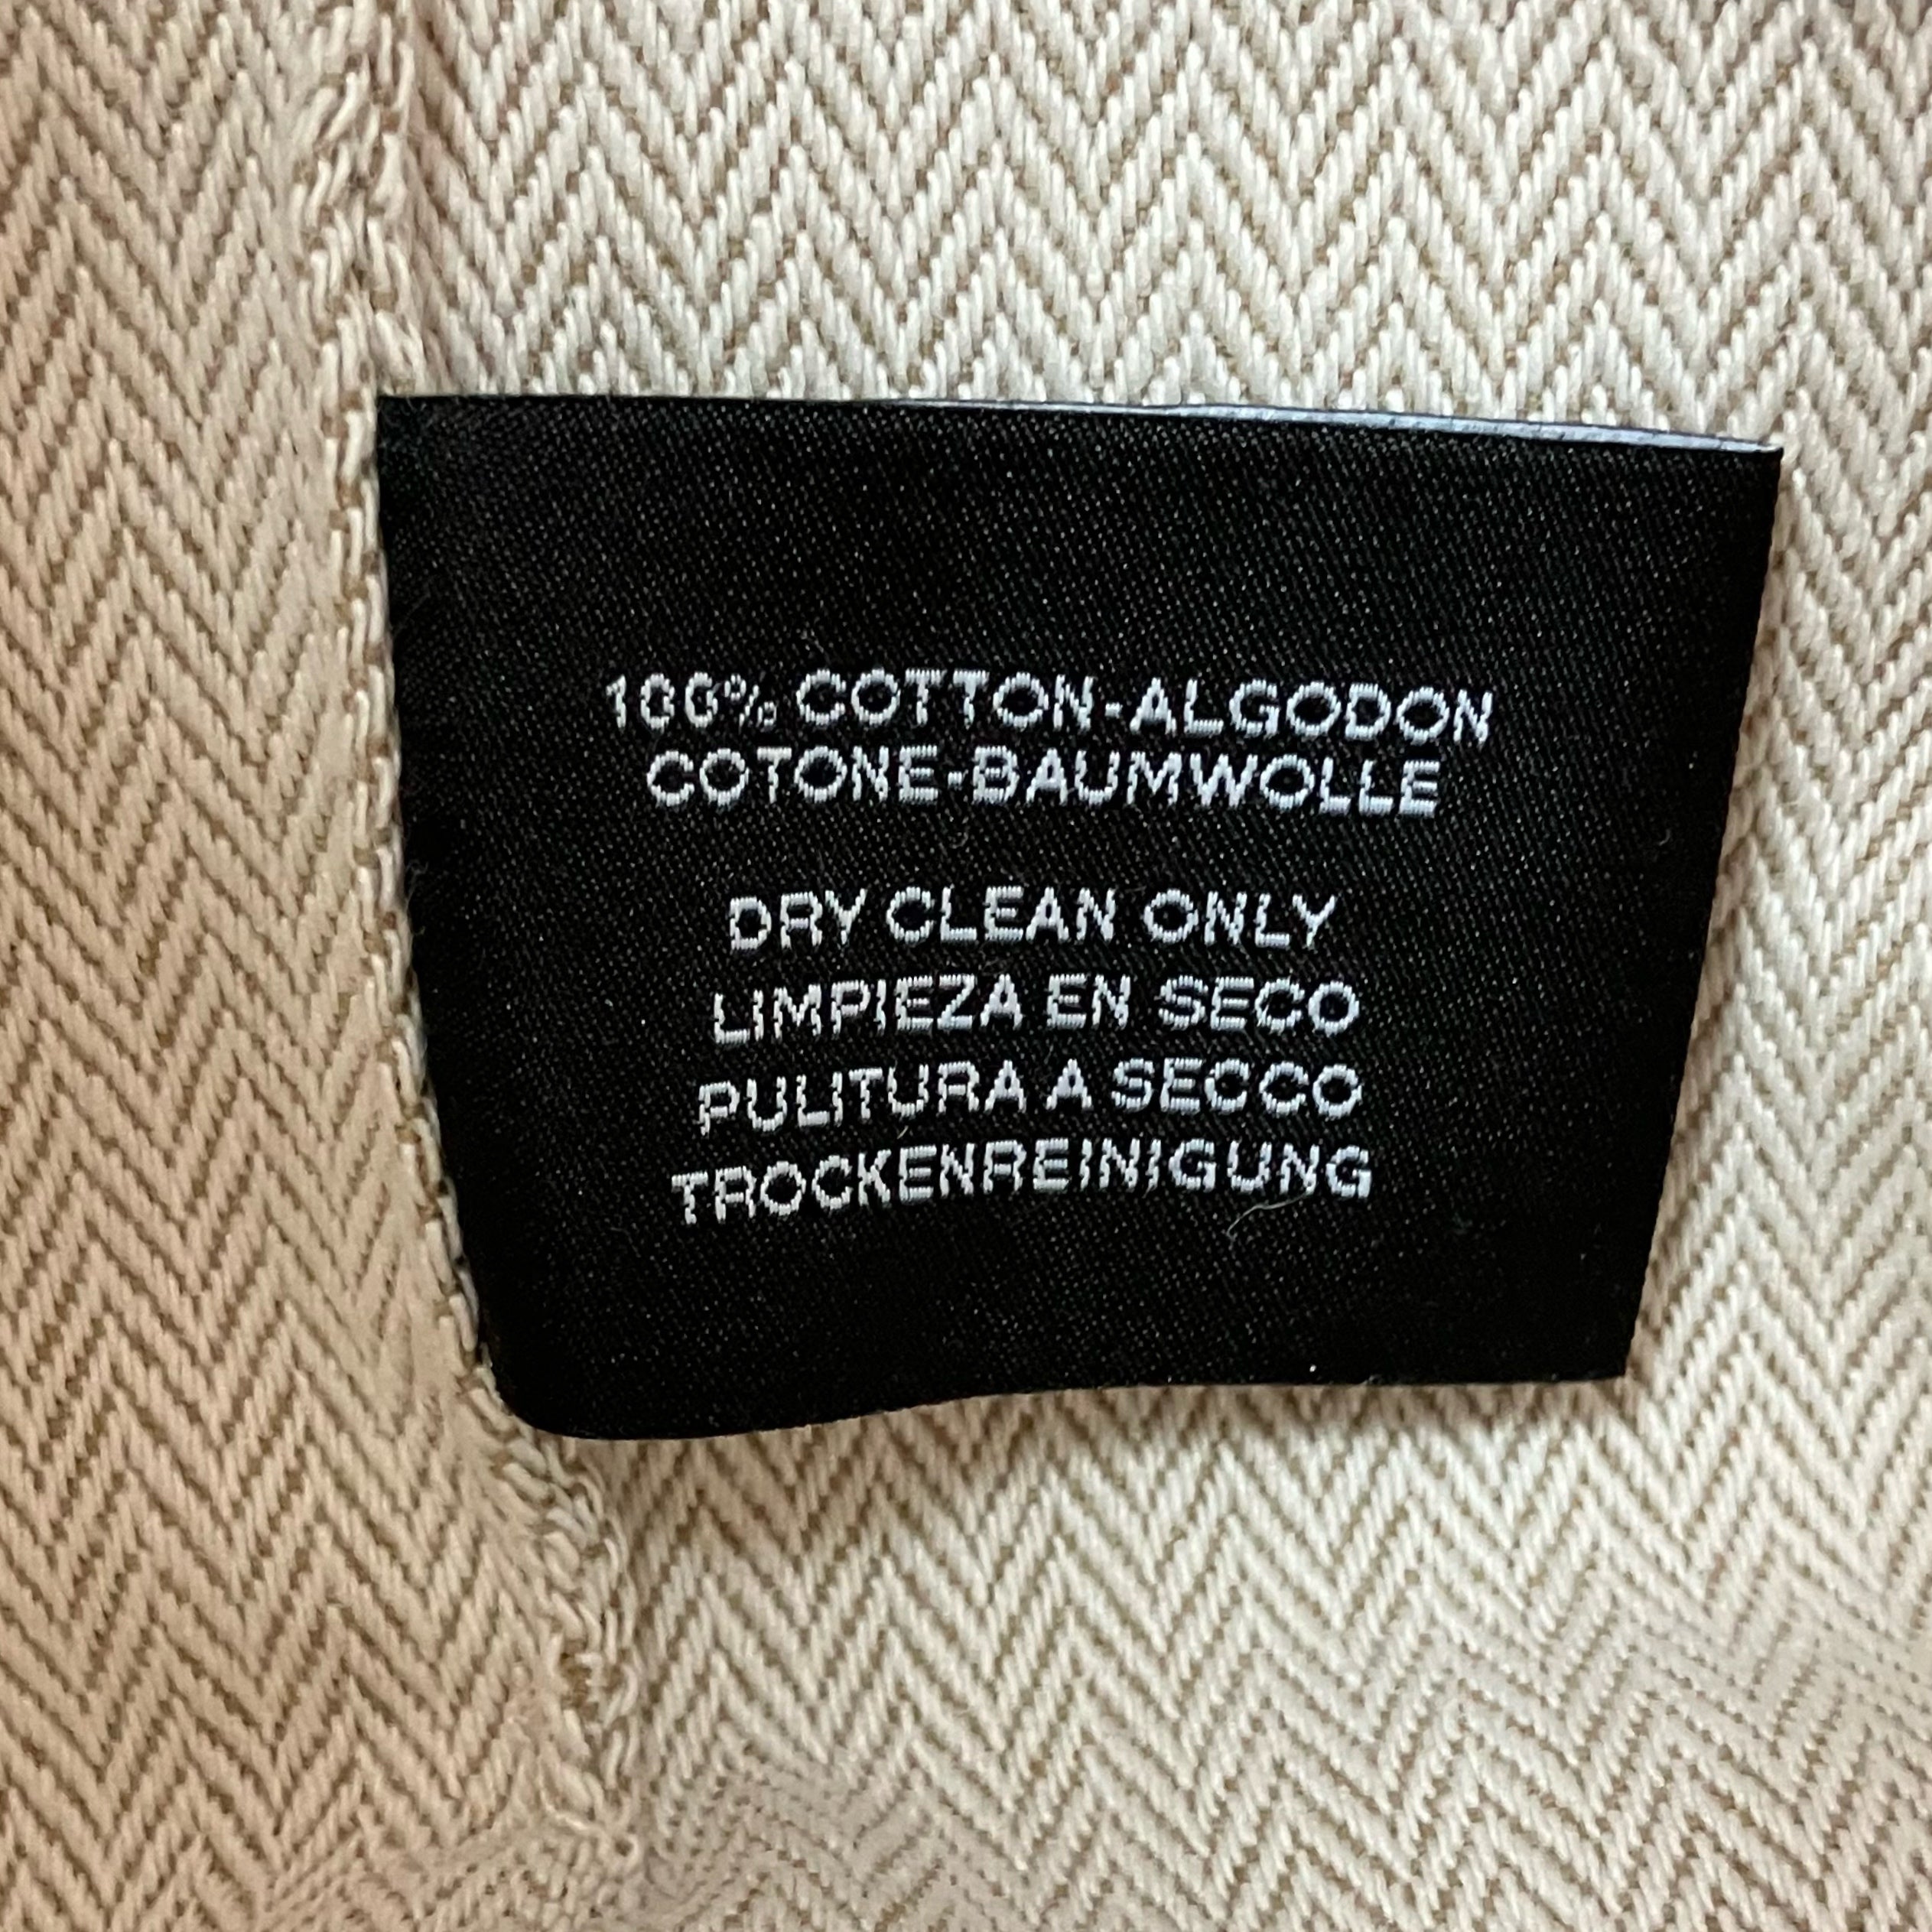 100% COTTON-ALGODON
COTONE-BAUMWOLLE
DRY CLEAN ONLY
LIMPIEZA EN SECO
PULITURA A SECCO
TROCKENREINIGUNG